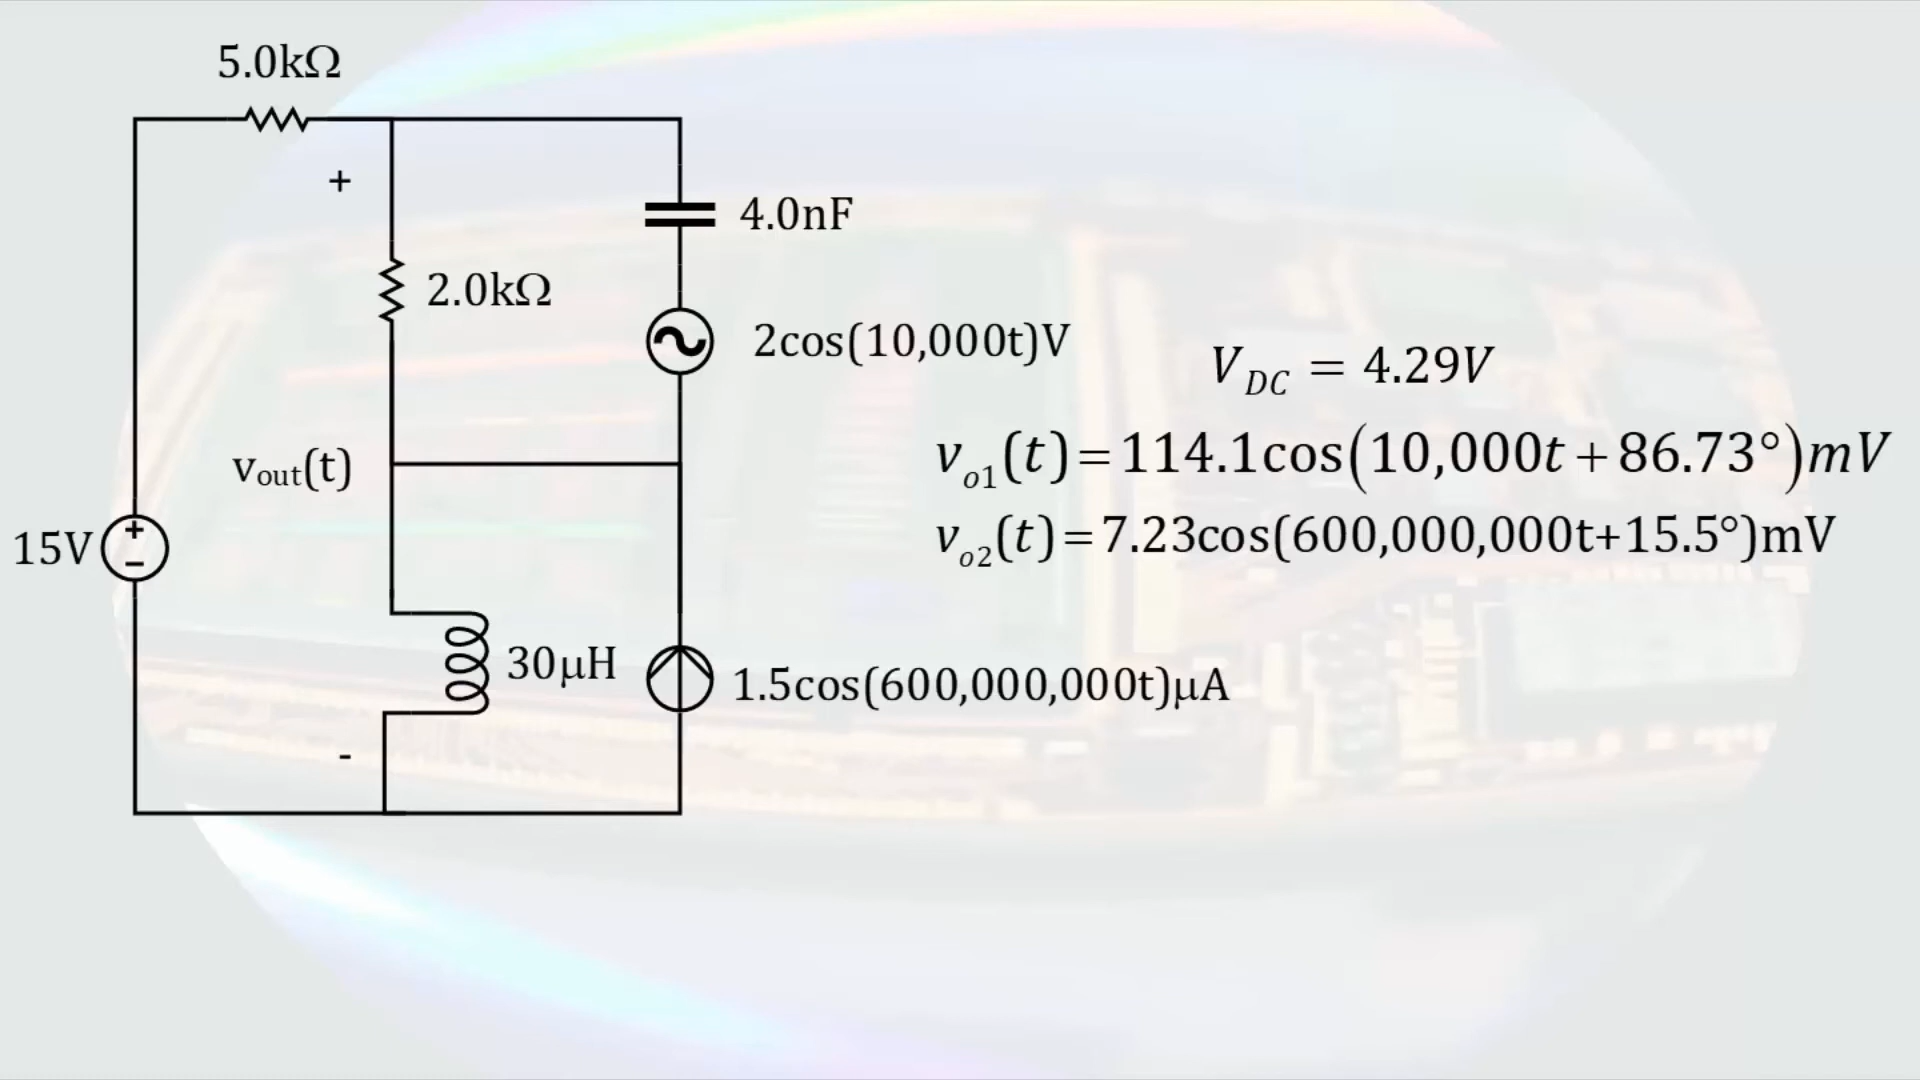 5.0kΩ
+
4.0nF
2.0kΩ
2cos(10,000t)V
V_DC = 4.29V
v_o1(t)=114.1cos(10,000t+86.73°)mV
v_out(t)
v_o2(t)=7.23cos(600,000,000t+15.5°)mV
+
15V
−
30μH
1.5cos(600,000,000t)μA
-